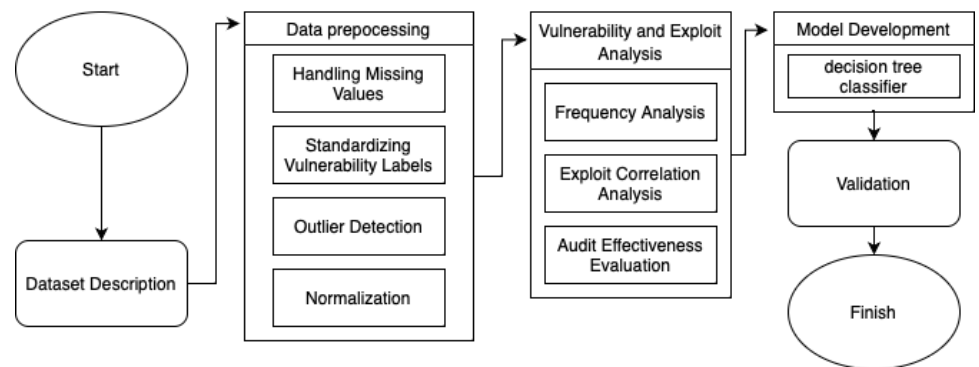 Start
Dataset Description
Data prepocessing
Handling Missing
Values
Standardizing
Vulnerability Labels
Outlier Detection
Normalization
Vulnerability and Exploit
Analysis
Frequency Analysis
Exploit Correlation
Analysis
Audit Effectiveness
Evaluation
Model Development
decision tree
classifier
Validation
Finish